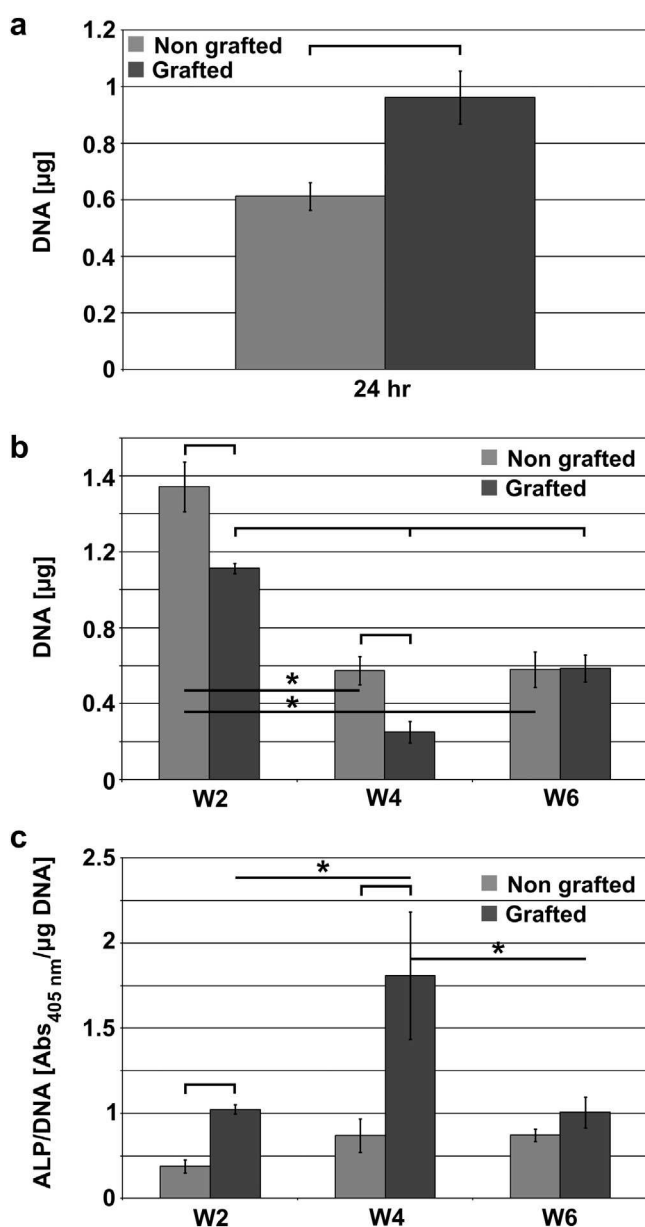 a
1.2
1
0.8
0.6
0.4
0.2
0
DNA [µg]
Non grafted
Grafted
24 hr
b
1.4
1.2
0.8
0.4
0
DNA [µg]
Non grafted
Grafted
*
*
W2 W4 W6
c
2.5
2
1.5
1
0
ALP/DNA [Abs405 nm/µg DNA]
Non grafted
Grafted
*
*
W2 W4 W6